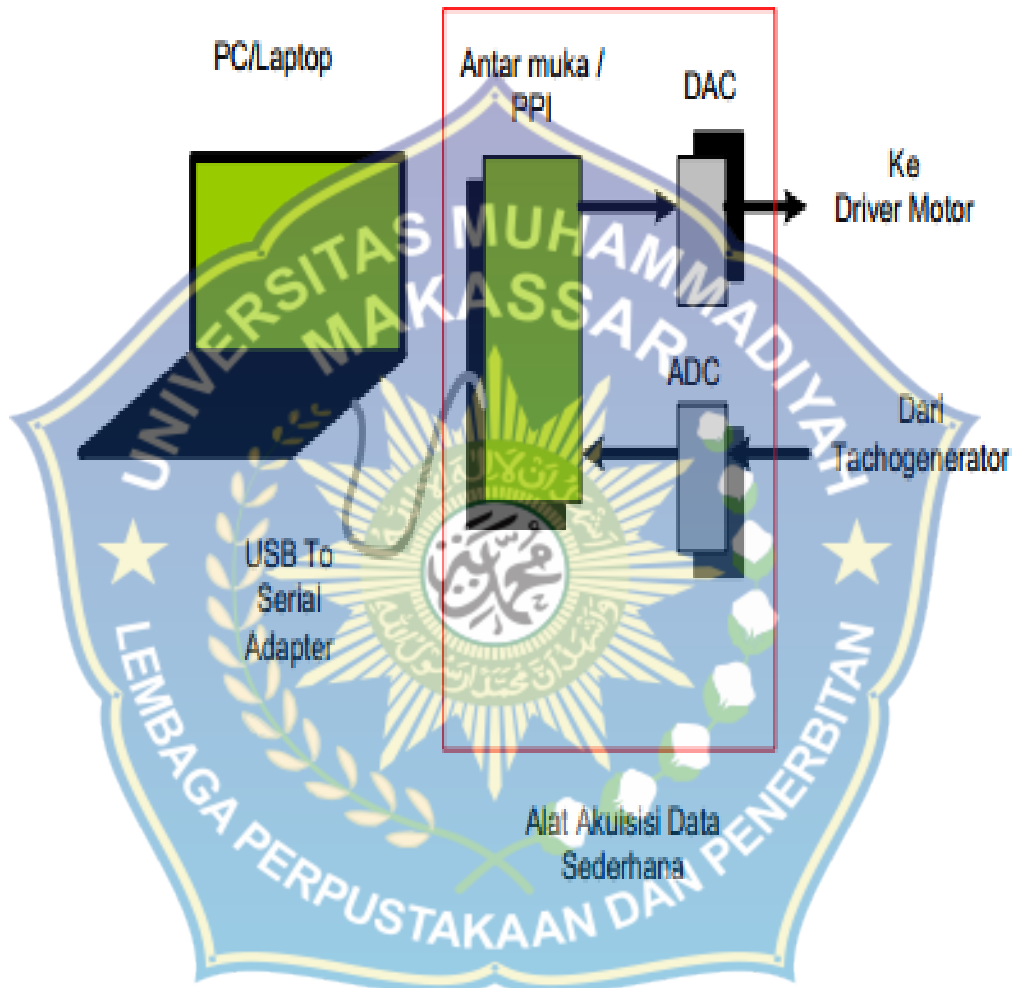 PC/Laptop
Antar muka /
PPI
DAC
Ke
Driver Motor
ADC
Dari
Tachogenerator
USB To
Serial
Adapter
Alat Akuisisi Data
Sederhana
UNIVERSITAS MUHAMMADIYAH
MAKASSAR
LEMBAGA PERPUSTAKAAN DAN PENERBITAN